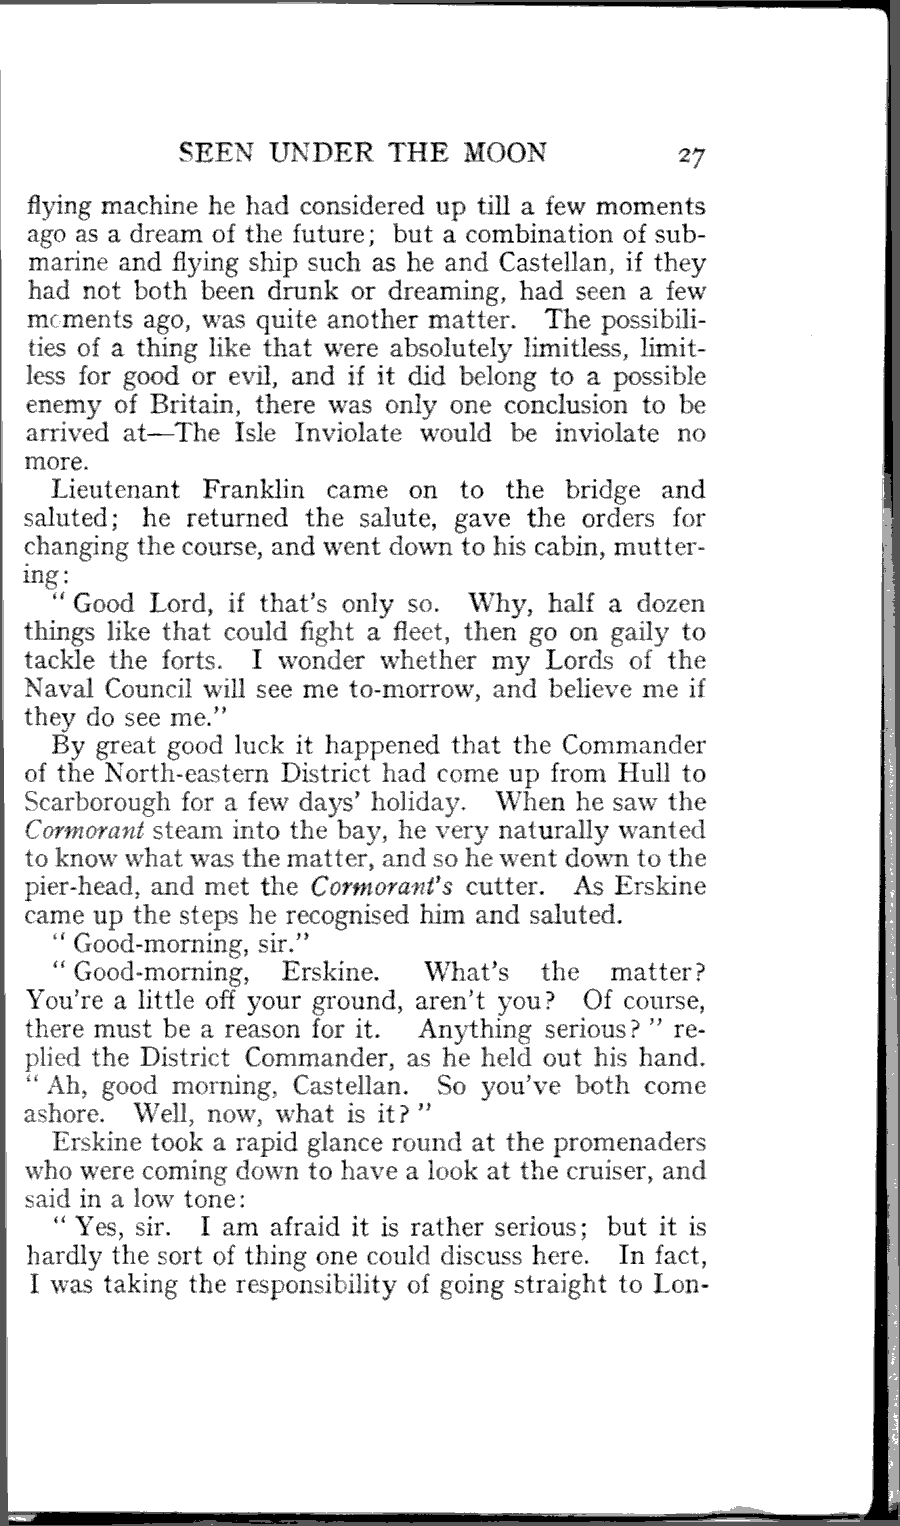 SEEN UNDER THE MOON 27
flying machine he had considered up till a few moments
ago as a dream of the future; but a combination of sub-
marine and flying ship such as he and Castellan, if they
had not both been drunk or dreaming, had seen a few
moments ago, was quite another matter. The possibili-
ties of a thing like that were absolutely limitless, limit-
less for good or evil, and if it did belong to a possible
enemy of Britain, there was only one conclusion to be
arrived at—The Isle Inviolate would be inviolate no
more.
Lieutenant Franklin came on to the bridge and
saluted; he returned the salute, gave the orders for
changing the course, and went down to his cabin, mutter-
ing:
“Good Lord, if that's only so. Why, half a dozen
things like that could fight a fleet, then go on gaily to
tackle the forts. I wonder whether my Lords of the
Naval Council will see me to-morrow, and believe me if
they do see me.”
By great good luck it happened that the Commander
of the North-eastern District had come up from Hull to
Scarborough for a few days’ holiday. When he saw the
Cormorant steam into the bay, he very naturally wanted
to know what was the matter, and so he went down to the
pier-head, and met the Cormorant's cutter. As Erskine
came up the steps he recognised him and saluted.
“Good-morning, sir.”
“Good-morning, Erskine. What's the matter?
You're a little off your ground, aren't you? Of course,
there must be a reason for it. Anything serious?” re-
plied the District Commander, as he held out his hand.
“Ah, good morning, Castellan. So you've both come
ashore. Well, now, what is it?”
Erskine took a rapid glance round at the promenaders
who were coming down to have a look at the cruiser, and
said in a low tone:
“Yes, sir. I am afraid it is rather serious; but it is
hardly the sort of thing one could discuss here. In fact,
I was taking the responsibility of going straight to Lon-